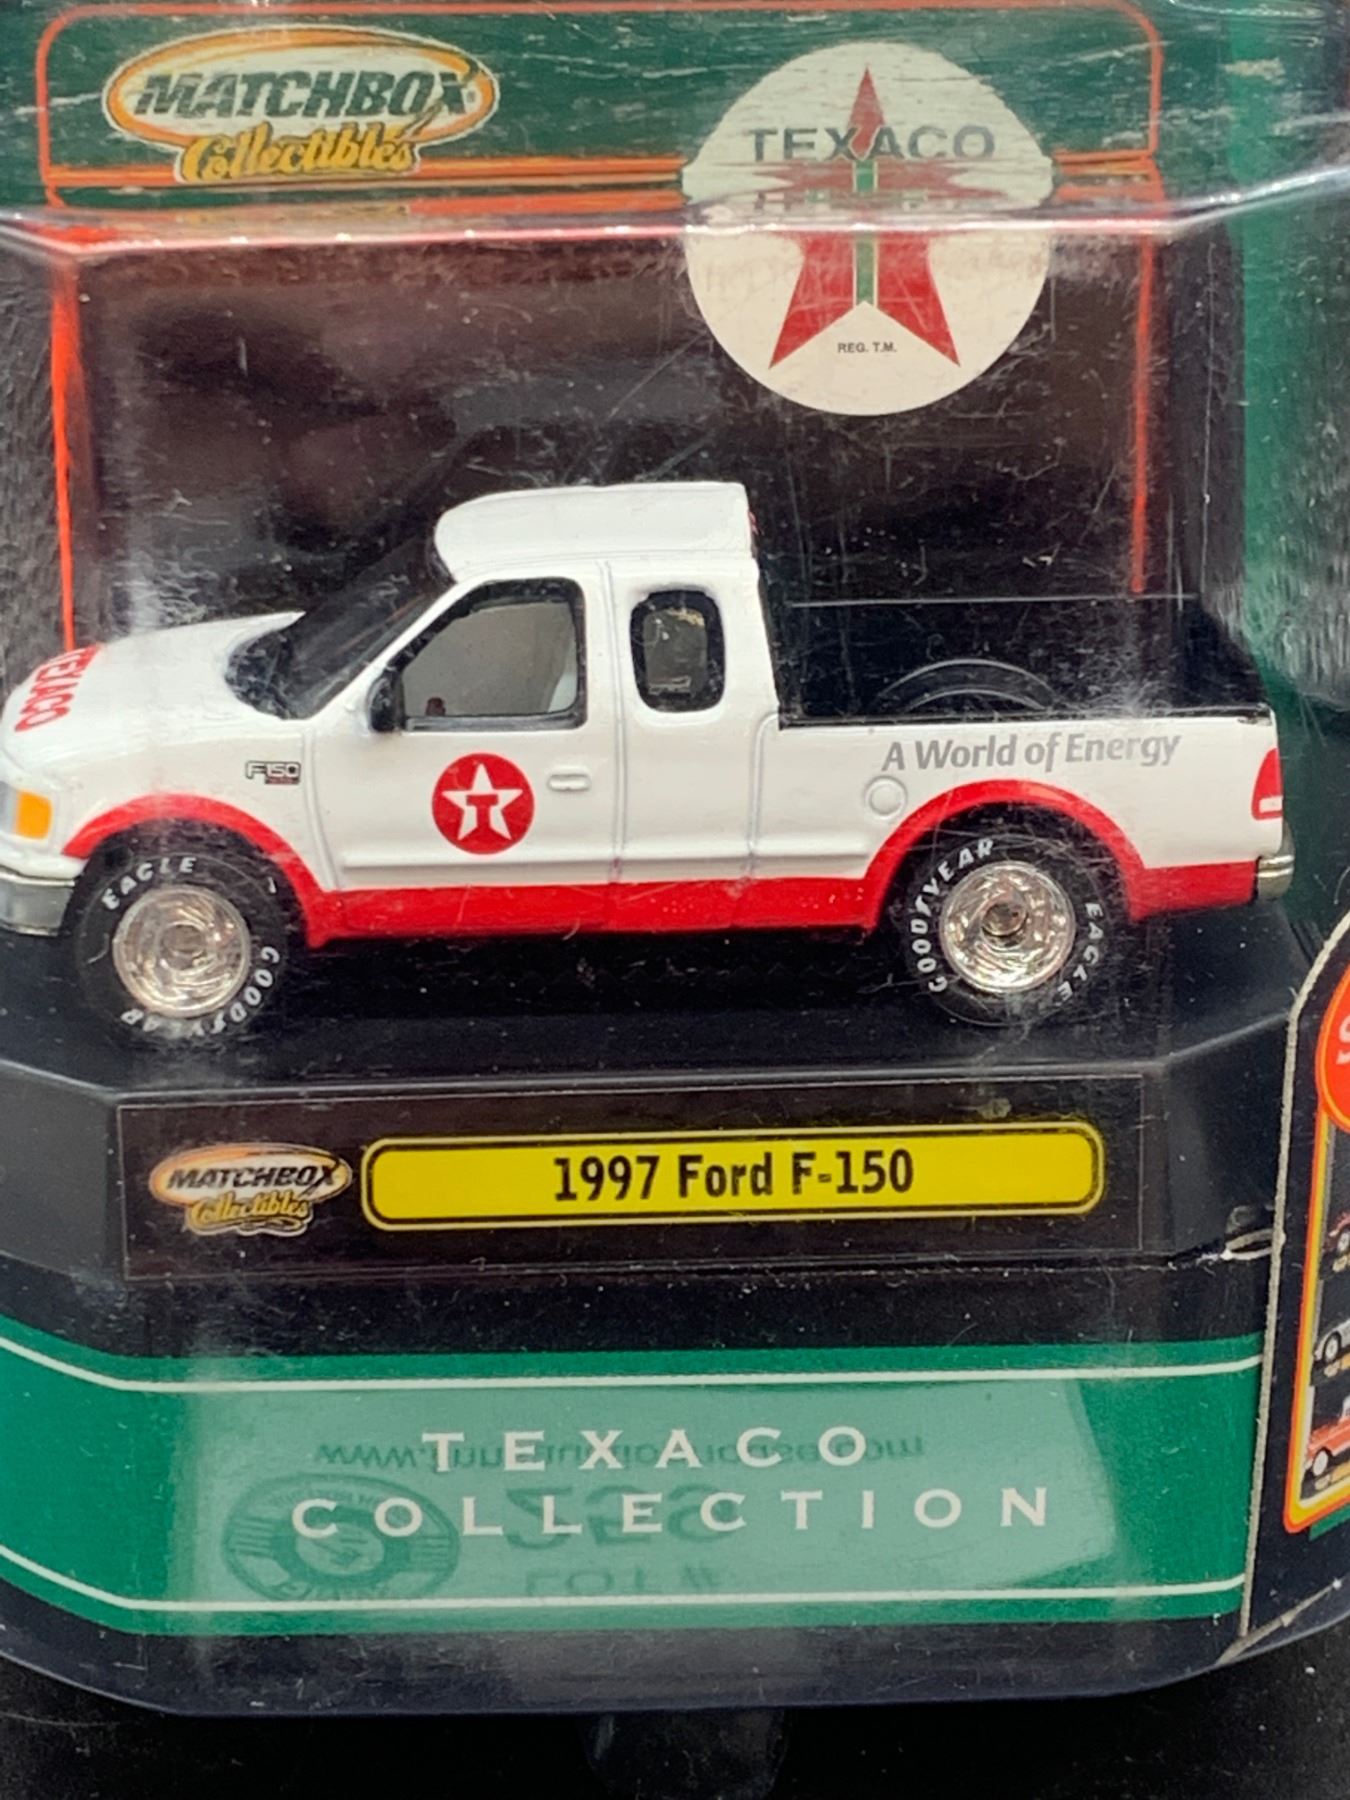 MATCHBOX
Collectibles
TEXACO
REG. T.M.
TEXACO
F150
T
A World of Energy
EAGLE
GOODYEAR
GOODYEAR
EAGLE
MATCHBOX
Collectibles
1997 Ford F-150
TEXACO
COLLECTION
LOT #